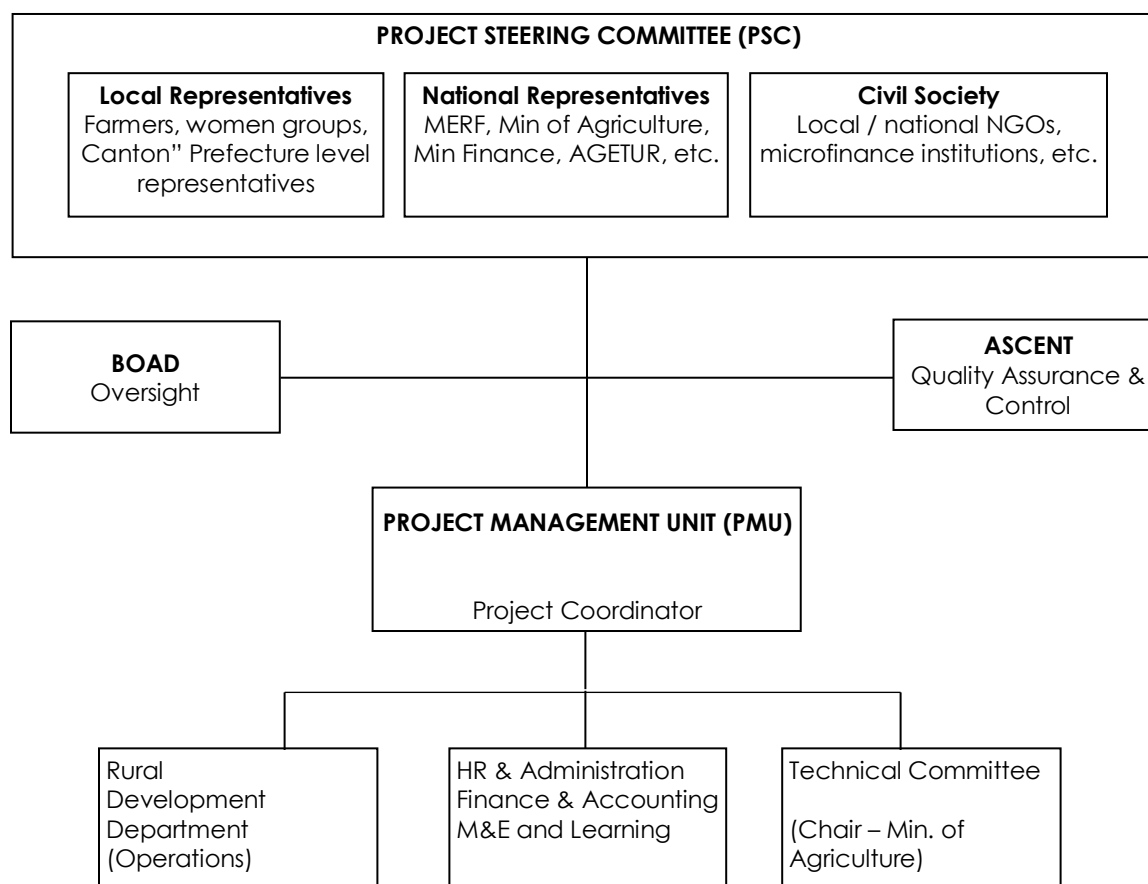 PROJECT STEERING COMMITTEE (PSC)
Local Representatives
Farmers, women groups,
Canton” Prefecture level
representatives
National Representatives
MERF, Min of Agriculture,
Min Finance, AGETUR, etc.
Civil Society
Local / national NGOs,
microfinance institutions, etc.
BOAD
Oversight
ASCENT
Quality Assurance &
Control
PROJECT MANAGEMENT UNIT (PMU)
Project Coordinator
Rural
Development
Department
(Operations)
HR & Administration
Finance & Accounting
M&E and Learning
Technical Committee
(Chair – Min. of
Agriculture)